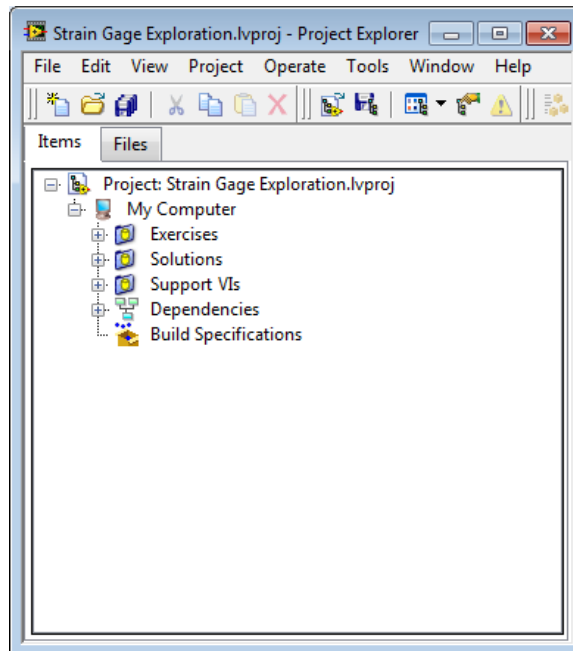 Strain Gage Exploration.lvproj - Project Explorer
File Edit View Project Operate Tools Window Help
Items Files
Project: Strain Gage Exploration.lvproj
My Computer
Exercises
Solutions
Support VIs
Dependencies
Build Specifications